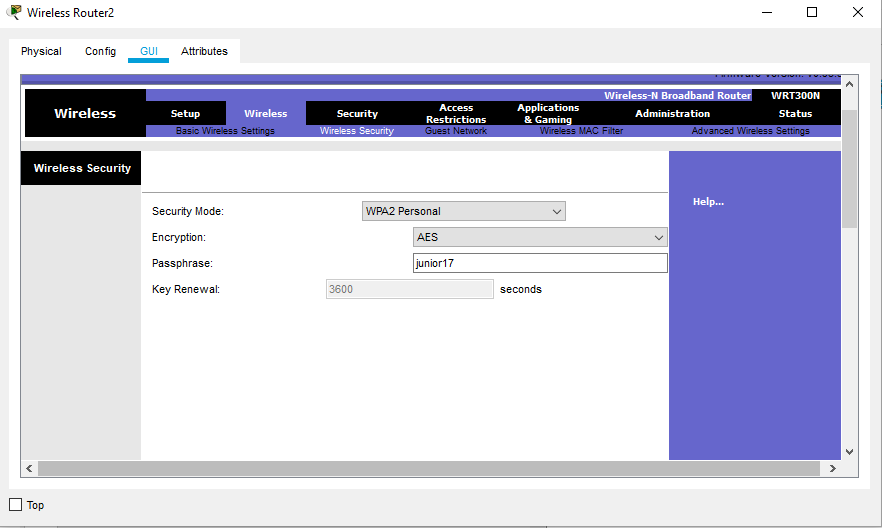 Wireless Router2
Physical Config GUI Attributes
Wireless-N Broadband Router WRT300N
Wireless
Setup Wireless Security Access Restrictions Applications & Gaming Administration Status
Basic Wireless Settings Wireless Security Guest Network Wireless MAC Filter Advanced Wireless Settings
Wireless Security
Help...
Security Mode: WPA2 Personal
Encryption: AES
Passphrase: junior17
Key Renewal: 3600 seconds
Top